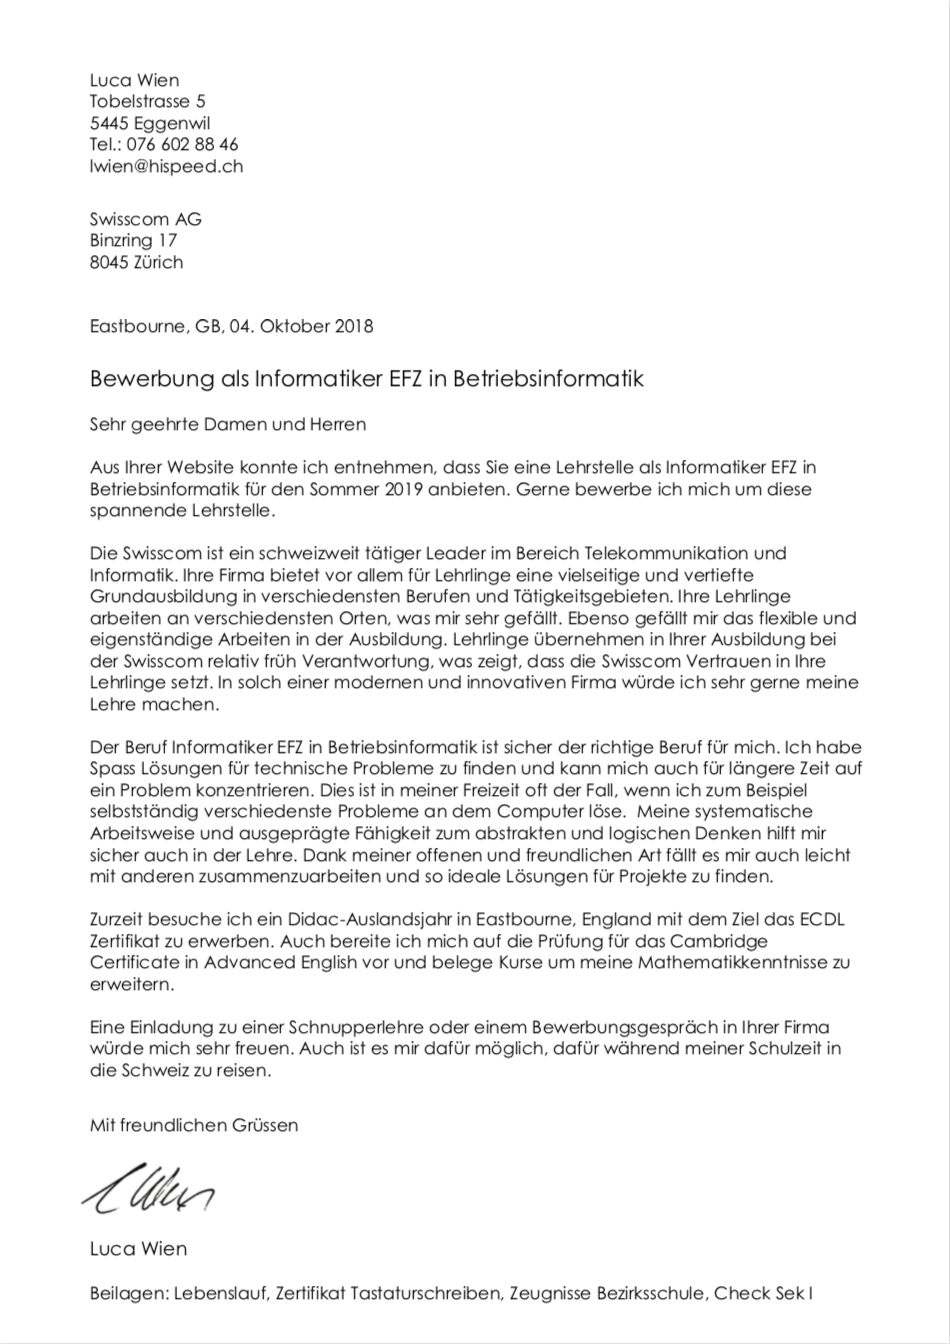 Luca Wien
Tobelstrasse 5
5445 Eggenwil
Tel.: 076 602 88 46
lwien@hispeed.ch
Swisscom AG
Binzring 17
8045 Zürich
Eastbourne, GB, 04. Oktober 2018
Bewerbung als Informatiker EFZ in Betriebsinformatik
Sehr geehrte Damen und Herren
Aus Ihrer Website konnte ich entnehmen, dass Sie eine Lehrstelle als Informatiker EFZ in
Betriebsinformatik für den Sommer 2019 anbieten. Gerne bewerbe ich mich um diese
spannende Lehrstelle.
Die Swisscom ist ein schweizweit tätiger Leader im Bereich Telekommunikation und
Informatik. Ihre Firma bietet vor allem für Lehrlinge eine vielseitige und vertiefte
Grundausbildung in verschiedensten Berufen und Tätigkeitsgebieten. Ihre Lehrlinge
arbeiten an verschiedensten Orten, was mir sehr gefällt. Ebenso gefällt mir das flexible und
eigenständige Arbeiten in der Ausbildung. Lehrlinge übernehmen in Ihrer Ausbildung bei
der Swisscom relativ früh Verantwortung, was zeigt, dass die Swisscom Vertrauen in Ihre
Lehrlinge setzt. In solch einer modernen und innovativen Firma würde ich sehr gerne meine
Lehre machen.
Der Beruf Informatiker EFZ in Betriebsinformatik ist sicher der richtige Beruf für mich. Ich habe
Spass Lösungen für technische Probleme zu finden und kann mich auch für längere Zeit auf
ein Problem konzentrieren. Dies ist in meiner Freizeit oft der Fall, wenn ich zum Beispiel
selbstständig verschiedenste Probleme an dem Computer löse.  Meine systematische
Arbeitsweise und ausgeprägte Fähigkeit zum abstrakten und logischen Denken hilft mir
sicher auch in der Lehre. Dank meiner offenen und freundlichen Art fällt es mir auch leicht
mit anderen zusammenzuarbeiten und so ideale Lösungen für Projekte zu finden.
Zurzeit besuche ich ein Didac-Auslandsjahr in Eastbourne, England mit dem Ziel das ECDL
Zertifikat zu erwerben. Auch bereite ich mich auf die Prüfung für das Cambridge
Certificate in Advanced English vor und belege Kurse um meine Mathematikkenntnisse zu
erweitern.
Eine Einladung zu einer Schnupperlehre oder einem Bewerbungsgespräch in Ihrer Firma
würde mich sehr freuen. Auch ist es mir dafür möglich, dafür während meiner Schulzeit in
die Schweiz zu reisen.
Mit freundlichen Grüssen
L Wien
Luca Wien
Beilagen: Lebenslauf, Zertifikat Tastaturschreiben, Zeugnisse Bezirksschule, Check Sek I